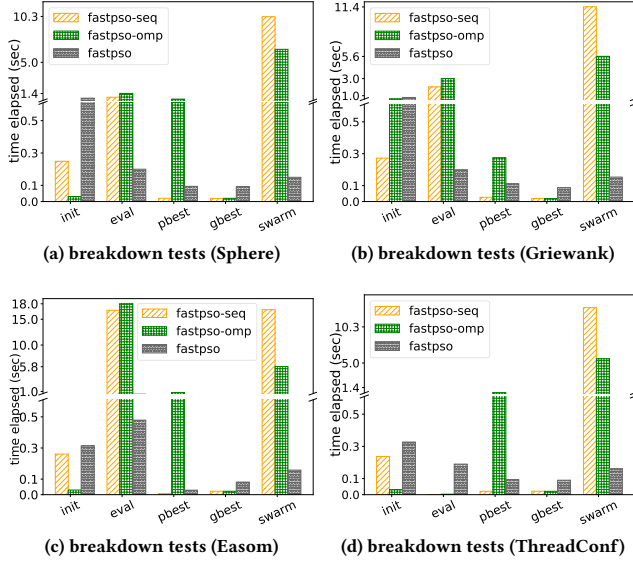 time elapsed (sec)
10.3
5.0
1.4
0.5
0.3
0.1
0.0
fastpso-seq
fastpso-omp
fastpso
init eval pbest gbest swarm
(a) breakdown tests (Sphere)
time elapsed (sec)
11.4
5.6
3.0
1.0
0.5
0.3
0.1
0.0
fastpso-seq
fastpso-omp
fastpso
init eval pbest gbest swarm
(b) breakdown tests (Griewank)
time elapsed (sec)
18.0
15.0
10.0
5.8
1.0
0.5
0.3
0.1
0.0
fastpso-seq
fastpso-omp
fastpso
init eval pbest gbest swarm
(c) breakdown tests (Easom)
time elapsed (sec)
10.3
5.0
1.4
0.5
0.3
0.1
0.0
fastpso-seq
fastpso-omp
fastpso
init eval pbest gbest swarm
(d) breakdown tests (ThreadConf)